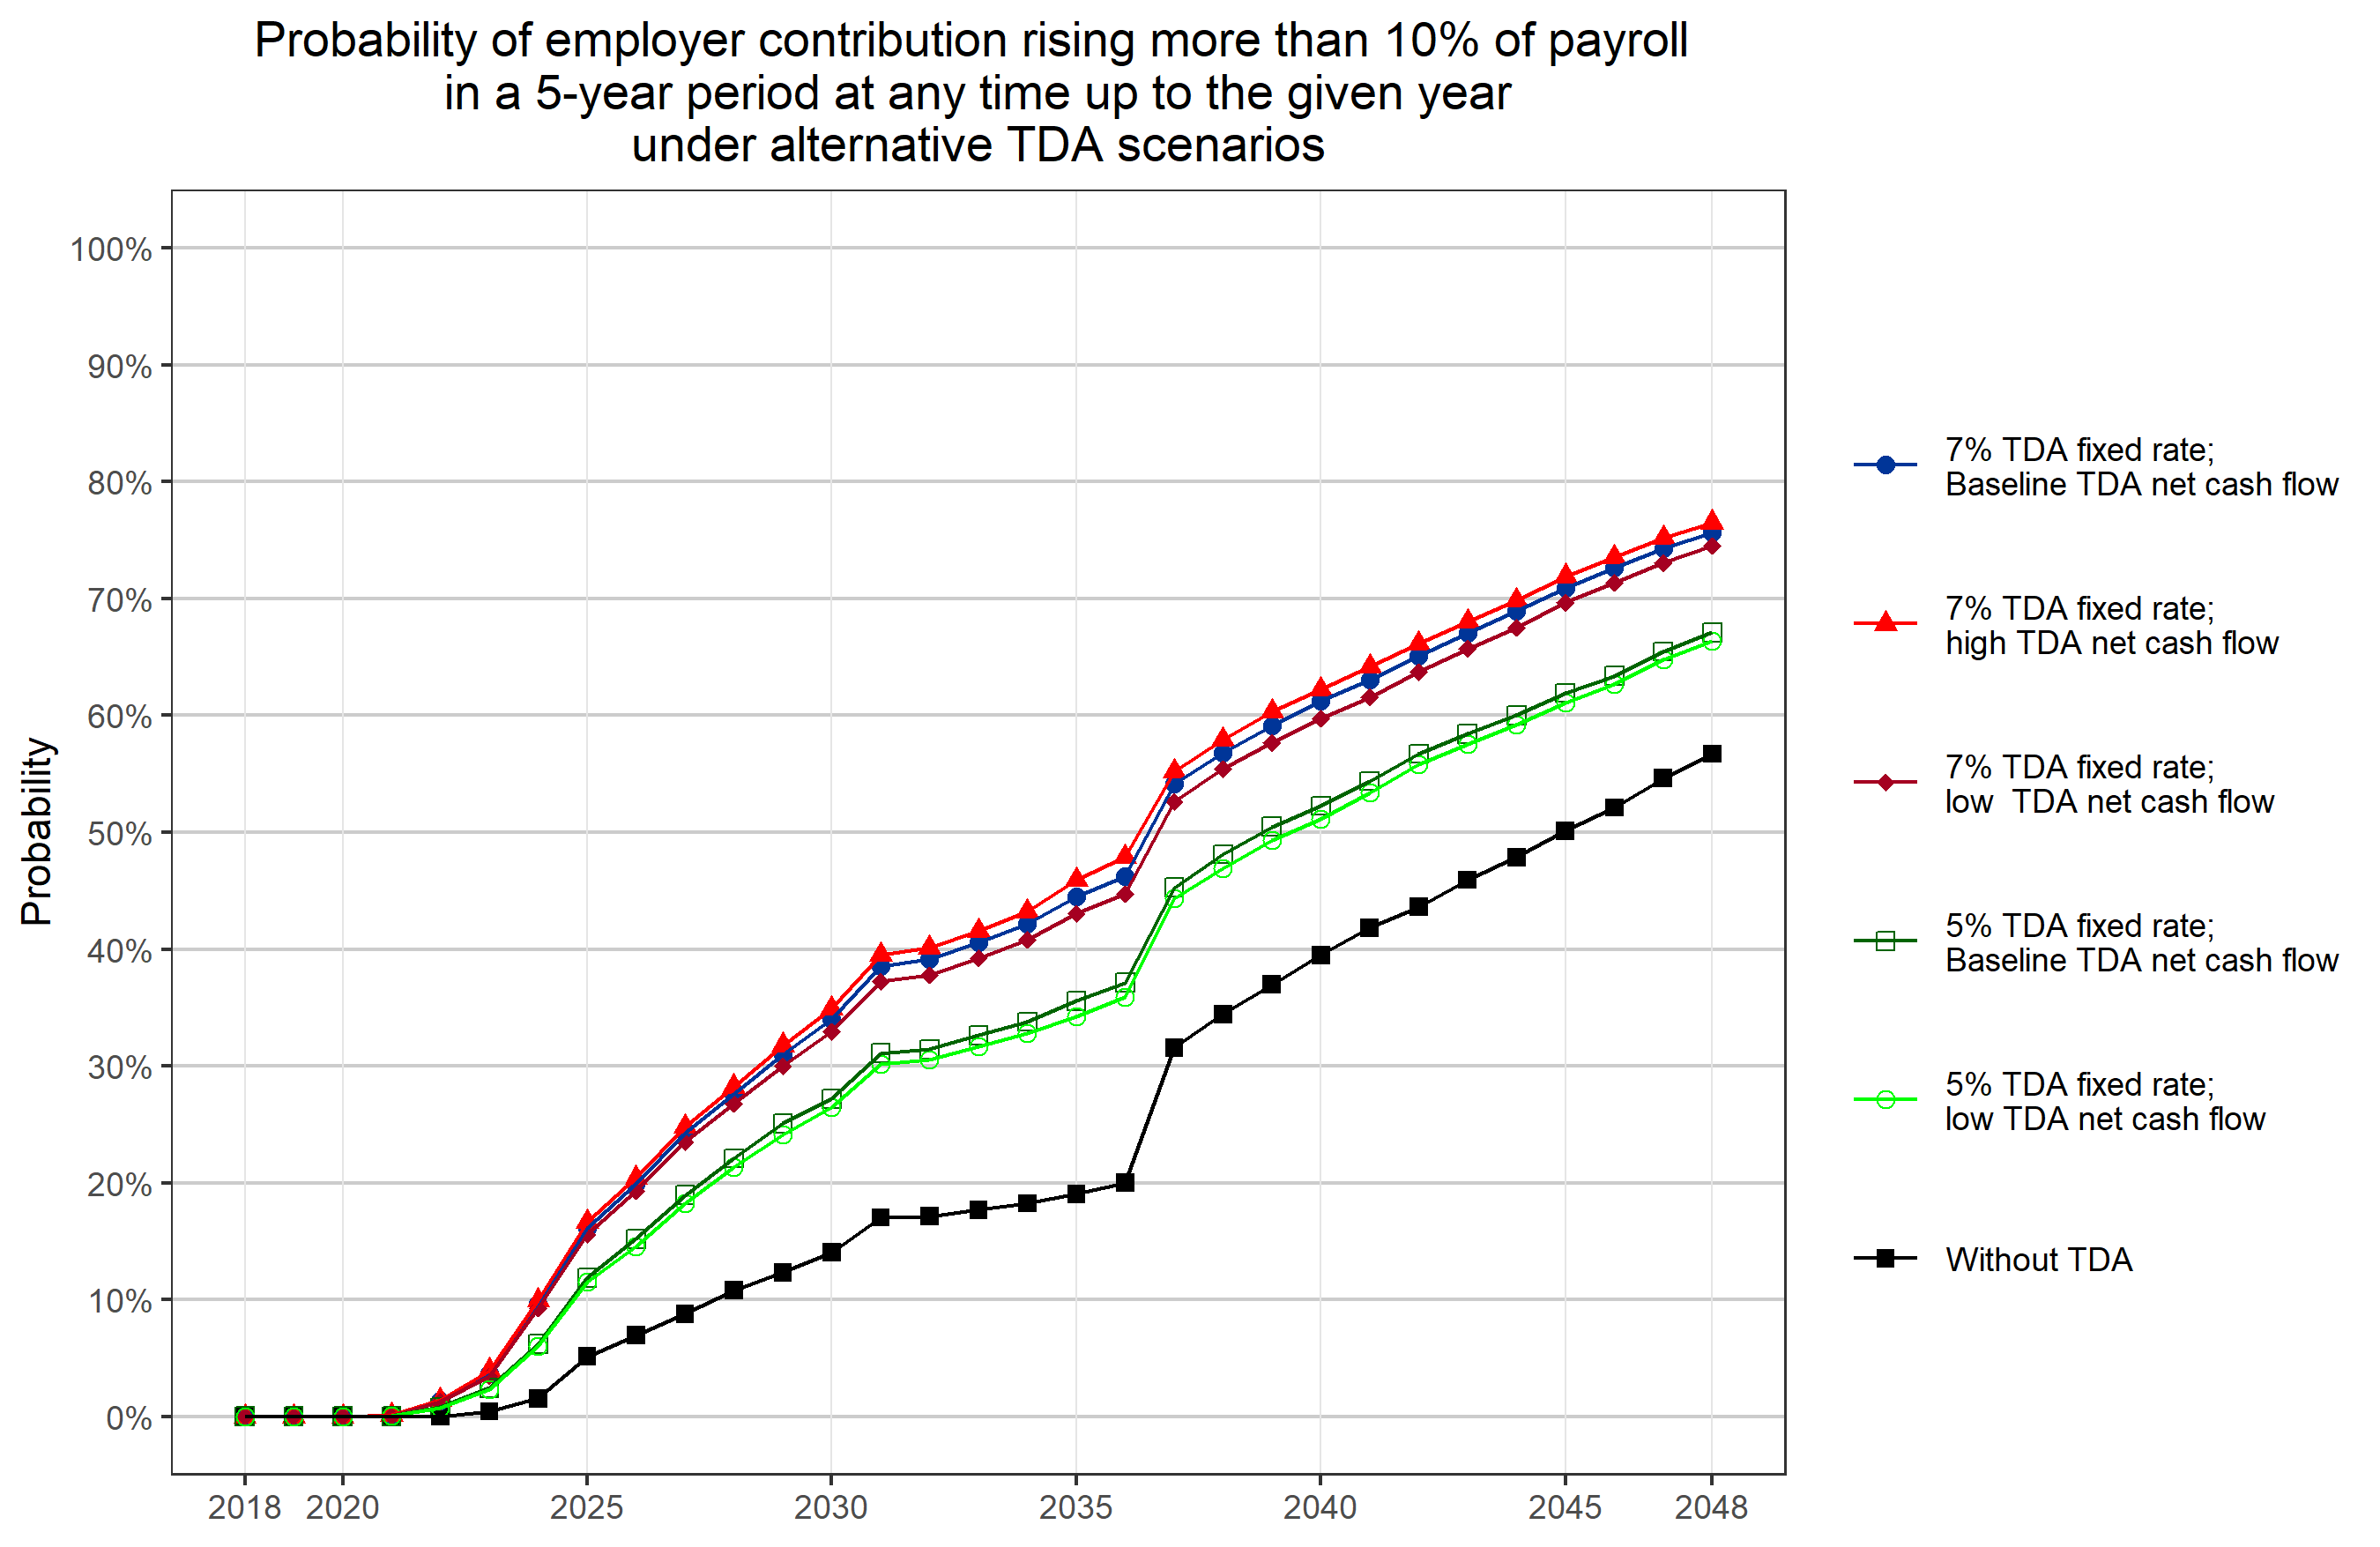 Probability of employer contribution rising more than 10% of payroll
in a 5-year period at any time up to the given year
under alternative TDA scenarios
Probability
100%
90%
80%
70%
60%
50%
40%
30%
20%
10%
0%
2018 2020 2025 2030 2035 2040 2045 2048
7% TDA fixed rate;
Baseline TDA net cash flow
7% TDA fixed rate;
high TDA net cash flow
7% TDA fixed rate;
low  TDA net cash flow
5% TDA fixed rate;
Baseline TDA net cash flow
5% TDA fixed rate;
low TDA net cash flow
Without TDA